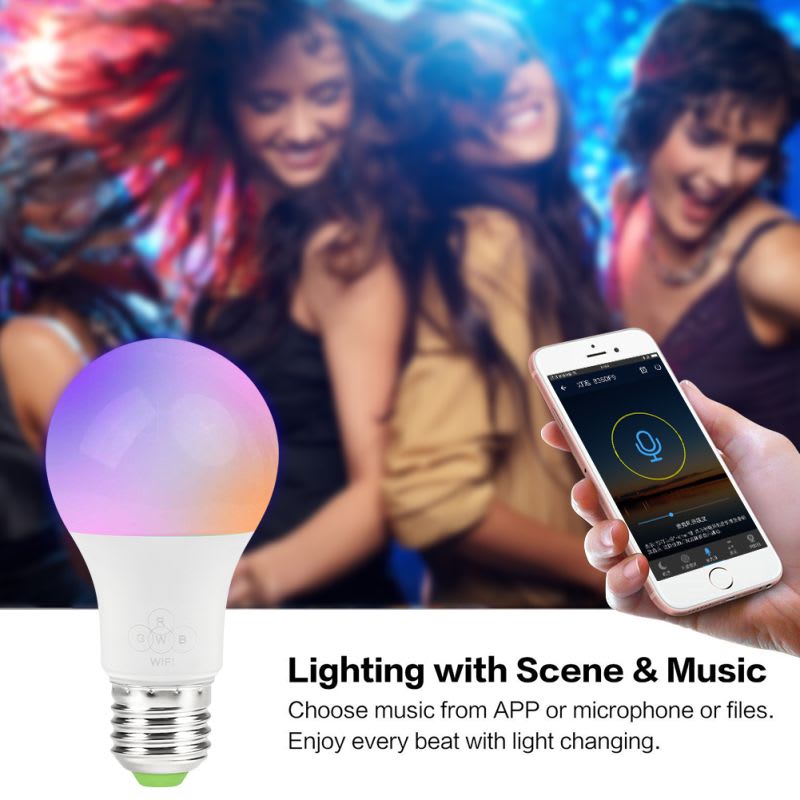 R
G W B
WIFI
Lighting with Scene & Music
Choose music from APP or microphone or files.
Enjoy every beat with light changing.